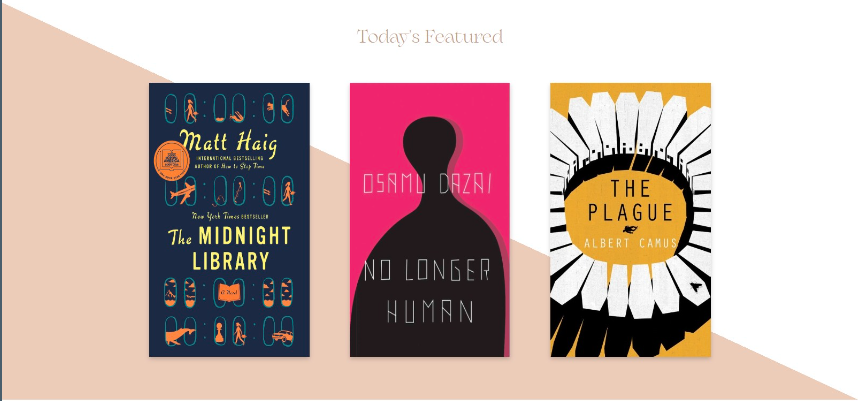 Today's Featured
Matt Haig
INTERNATIONAL BESTSELLING
AUTHOR OF How to Stop Time
New York Times BESTSELLER
The MIDNIGHT
LIBRARY
A Novel
OSAMU DAZAI
NO LONGER
HUMAN
THE
PLAGUE
ALBERT CAMUS